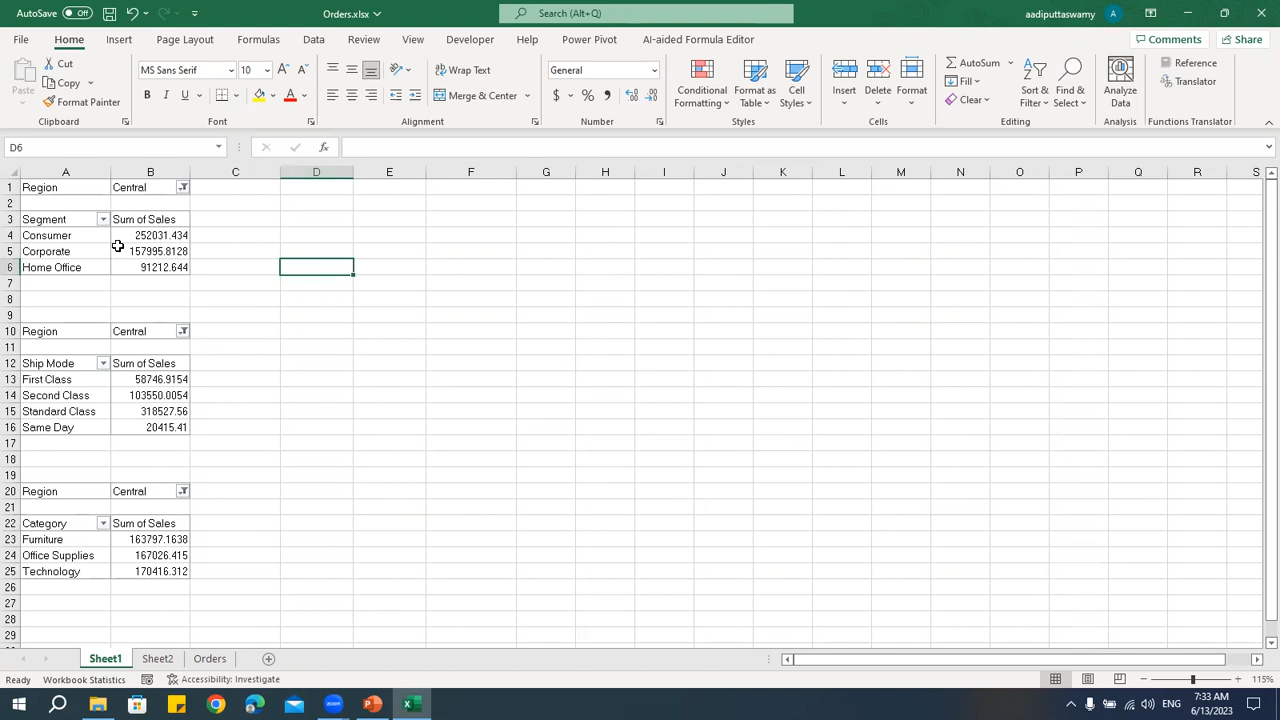 AutoSave Off Orders.xlsx Search (Alt+Q) aadiputtaswamy A
File Home Insert Page Layout Formulas Data Review View Developer Help Power Pivot AI-aided Formula Editor Comments Share
Paste Cut Copy Format Painter Clipboard
MS Sans Serif 10 B I U Font
Wrap Text Merge & Center Alignment
General $ % Number
Conditional Formatting Format as Table Cell Styles Styles
Insert Delete Format Cells
AutoSum Fill Clear Sort & Filter Find & Select Editing
Analyze Data Analysis
Reference Translator Functions Translator
D6 fx
A B C D E F G H I J K L M N O P Q R S
1 Region Central
2
3 Segment Sum of Sales
4 Consumer 252031.434
5 Corporate 157995.8128
6 Home Office 91212.644
7
8
9
10 Region Central
11
12 Ship Mode Sum of Sales
13 First Class 58746.9154
14 Second Class 103550.0054
15 Standard Class 318527.56
16 Same Day 20415.41
17
18
19
20 Region Central
21
22 Category Sum of Sales
23 Furniture 163797.1638
24 Office Supplies 167026.415
25 Technology 170416.312
26
27
28
29
Sheet1 Sheet2 Orders
Ready Workbook Statistics Accessibility: Investigate 115%
zoom ENG 7:33 AM
6/13/2023